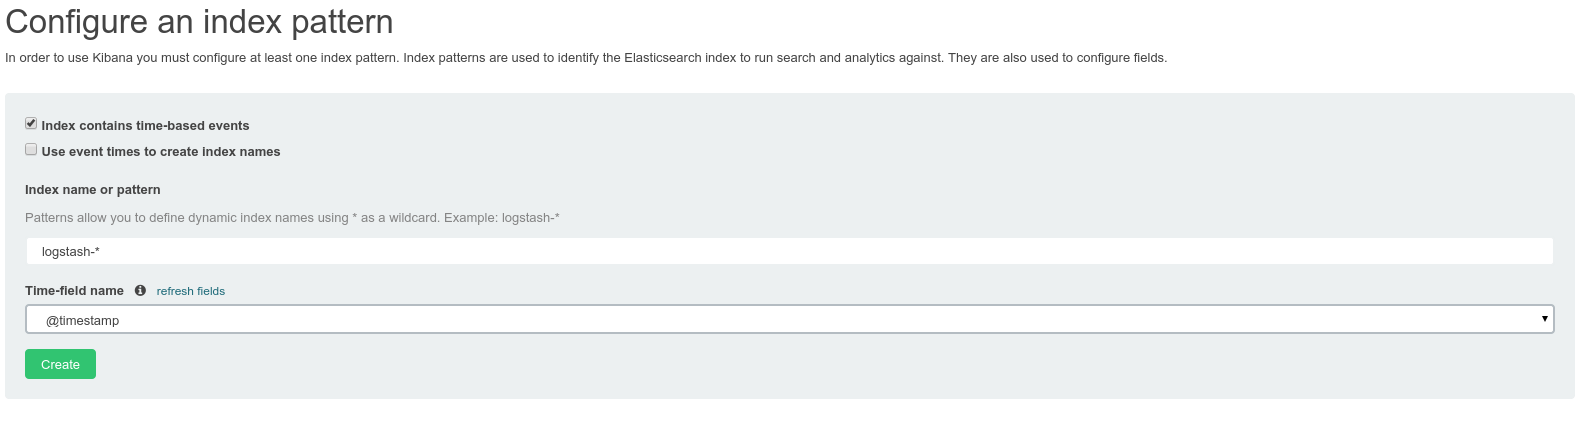 Configure an index pattern
In order to use Kibana you must configure at least one index pattern. Index patterns are used to identify the Elasticsearch index to run search and analytics against. They are also used to configure fields.
Index contains time-based events
Use event times to create index names
Index name or pattern
Patterns allow you to define dynamic index names using * as a wildcard. Example: logstash-*
logstash-*
Time-field name refresh fields
@timestamp
Create